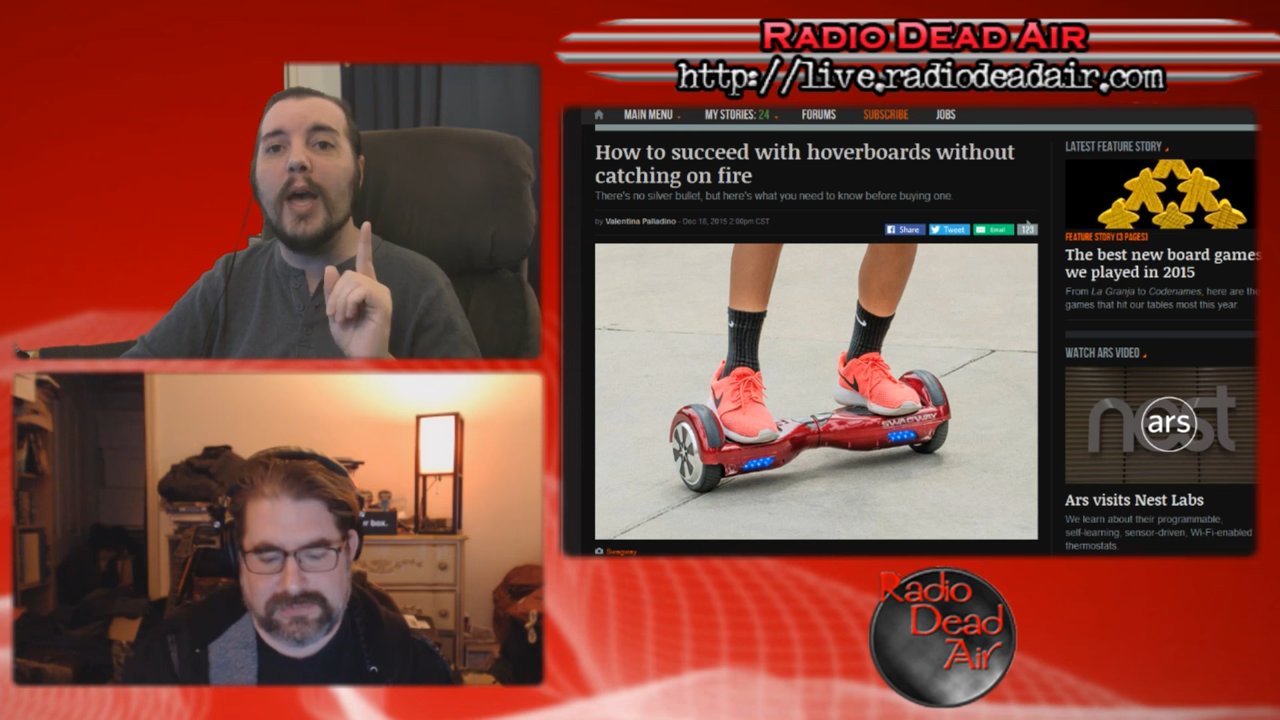 RADIO DEAD AIR
http://live.radiodeadair.com
MAIN MENU
MY STORIES: 24
FORUMS
SUBSCRIBE
JOBS
How to succeed with hoverboards without
catching on fire
There's no silver bullet, but here's what you need to know before buying one.
by Valentina Palladino - Dec 18, 2015 2:00pm CST
Share
Tweet
Email
123
SWAGWAY
Swagway
LATEST FEATURE STORY
FEATURE STORY (3 PAGES)
The best new board games
we played in 2015
From La Granja to Codenames, here are the
games that hit our tables most this year.
WATCH ARS VIDEO
nest
ars
Ars visits Nest Labs
We learn about their programmable,
self-learning, sensor-driven, Wi-Fi-enabled
thermostats.
Radio
Dead
Air